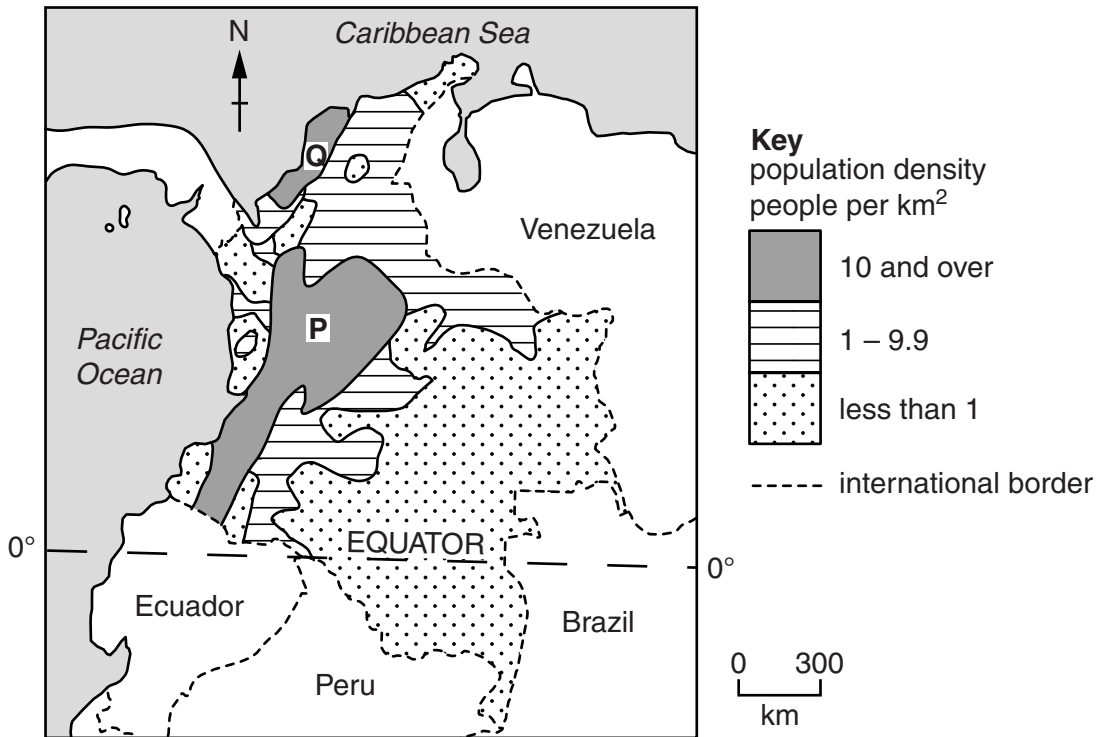 N
Caribbean Sea
Q
Venezuela
Pacific
Ocean
P
0°
EQUATOR
0°
Ecuador
Brazil
Peru
Key
population density
people per km²
10 and over
1 – 9.9
less than 1
international border
0 300
km